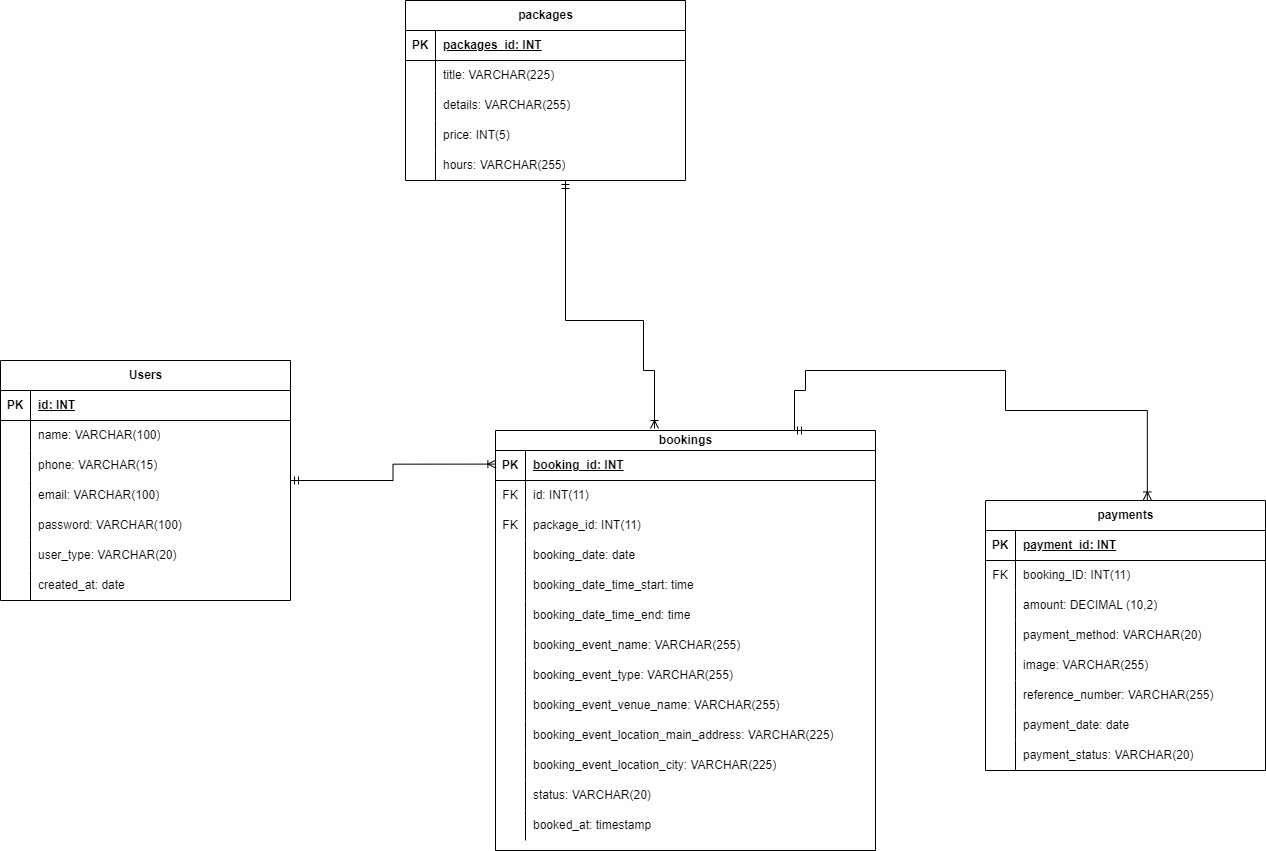 packages
PK packages_id: INT
title: VARCHAR(225)
details: VARCHAR(255)
price: INT(5)
hours: VARCHAR(255)
Users
PK id: INT
name: VARCHAR(100)
phone: VARCHAR(15)
email: VARCHAR(100)
password: VARCHAR(100)
user_type: VARCHAR(20)
created_at: date
bookings
PK booking_id: INT
FK id: INT(11)
FK package_id: INT(11)
booking_date: date
booking_date_time_start: time
booking_date_time_end: time
booking_event_name: VARCHAR(255)
booking_event_type: VARCHAR(255)
booking_event_venue_name: VARCHAR(255)
booking_event_location_main_address: VARCHAR(225)
booking_event_location_city: VARCHAR(225)
status: VARCHAR(20)
booked_at: timestamp
payments
PK payment_id: INT
FK booking_ID: INT(11)
amount: DECIMAL (10,2)
payment_method: VARCHAR(20)
image: VARCHAR(255)
reference_number: VARCHAR(255)
payment_date: date
payment_status: VARCHAR(20)